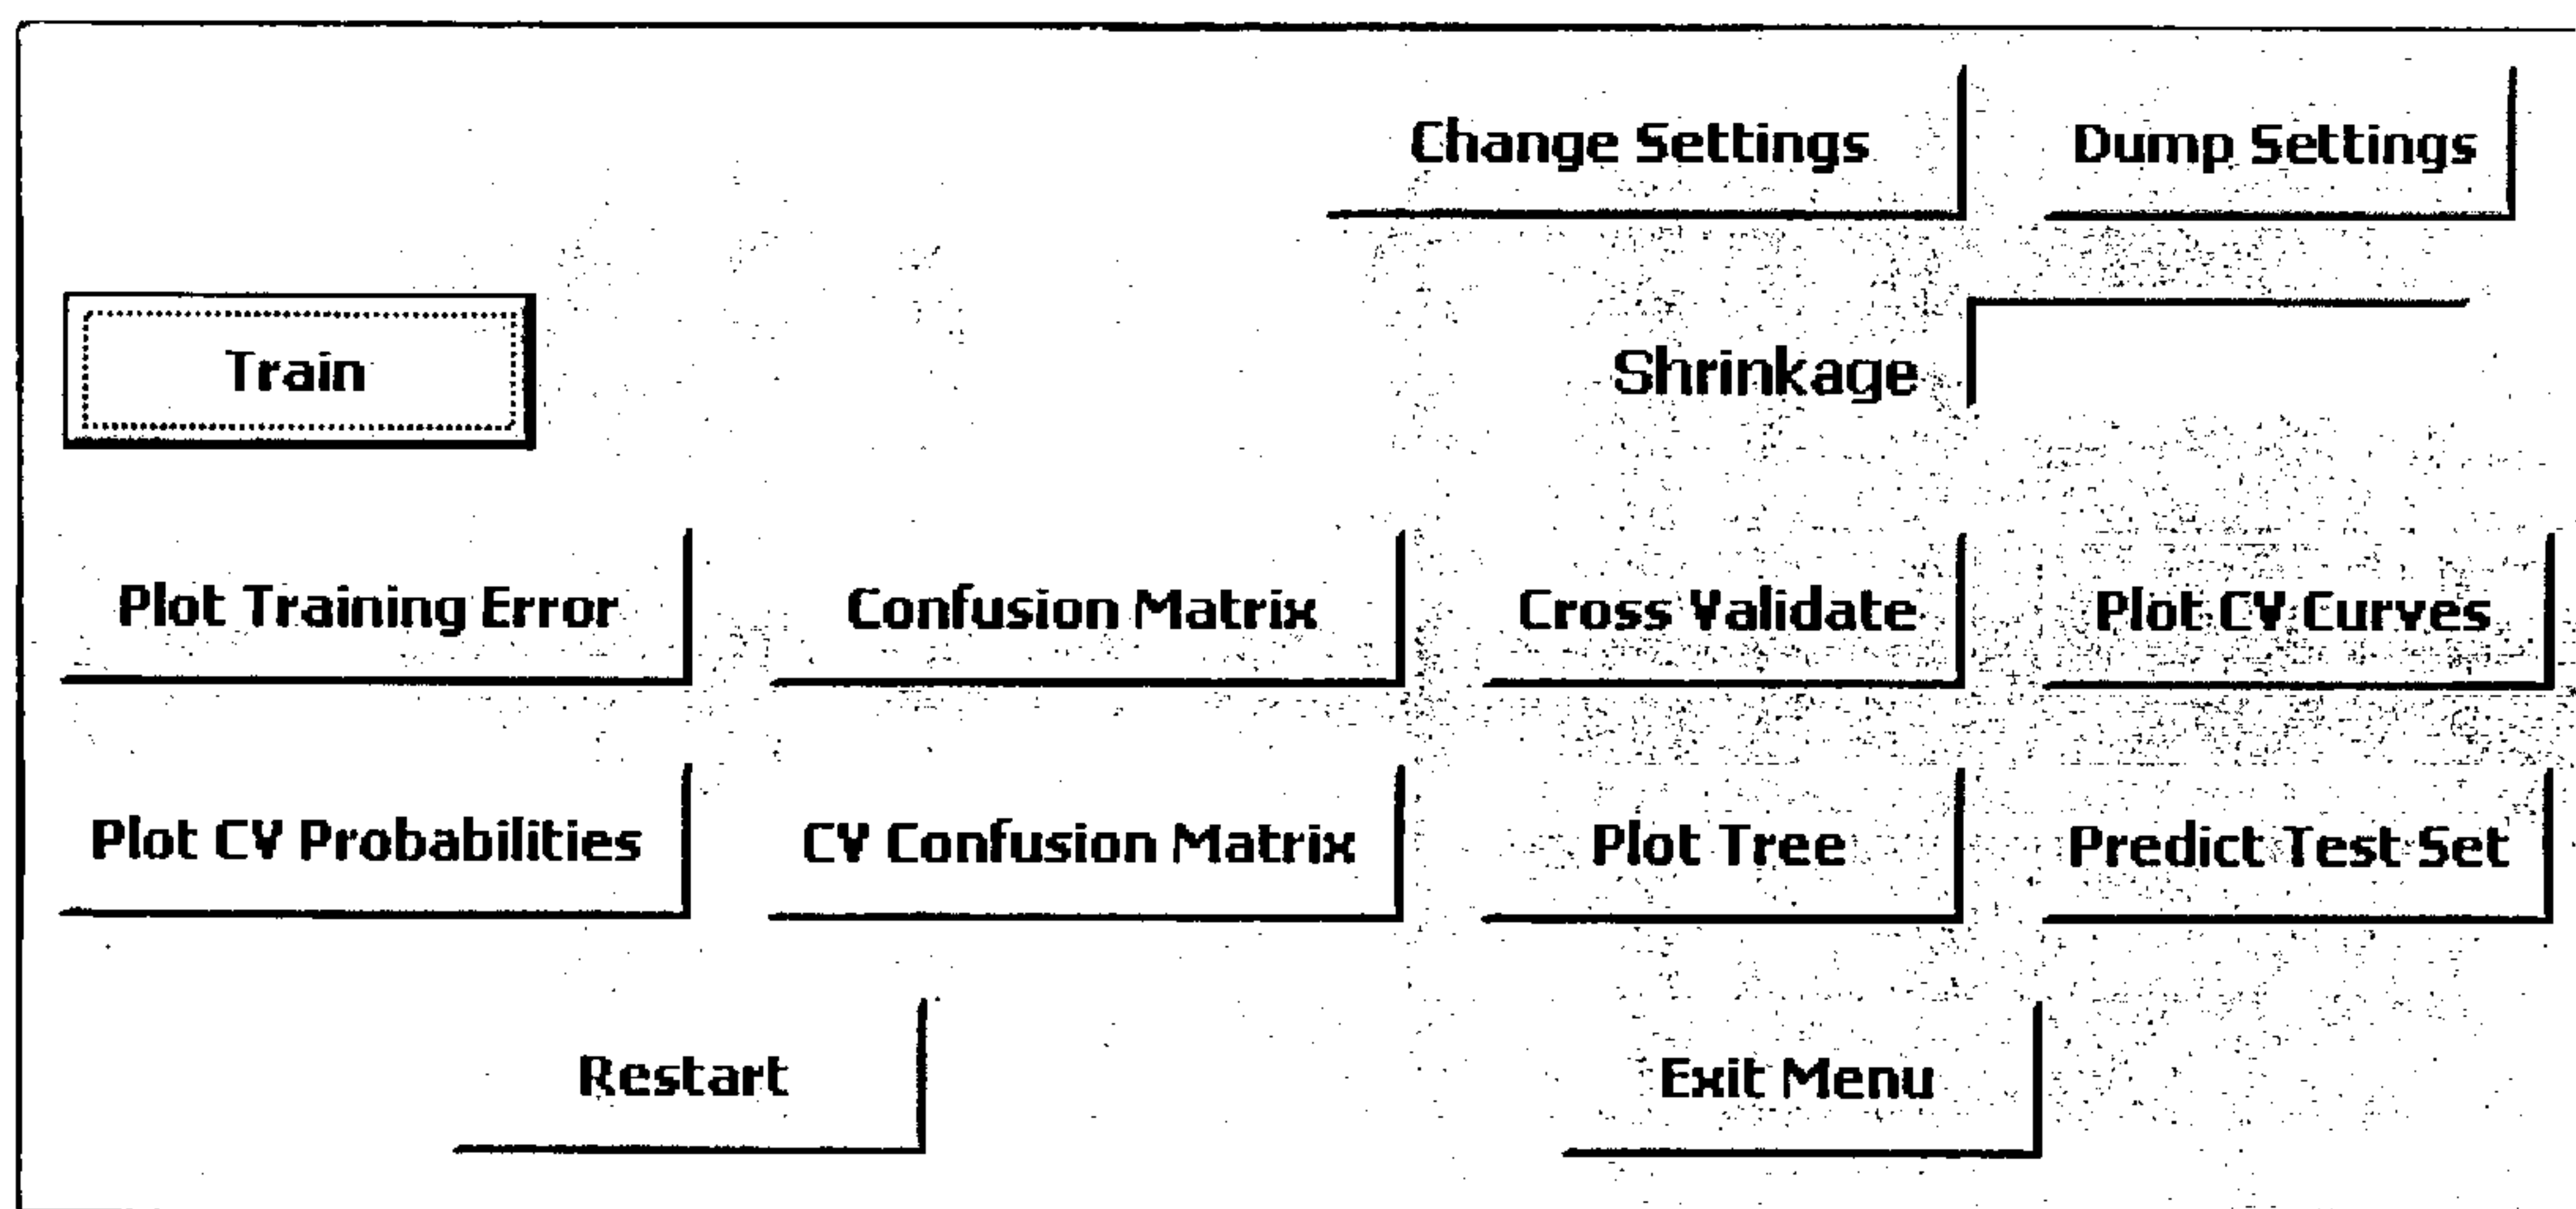 Change Settings Dump Settings
Train Shrinkage
Plot Training Error Confusion Matrix Cross Validate Plot CV Curves
Plot CV Probabilities CV Confusion Matrix Plot Tree Predict Test Set
Restart Exit Menu